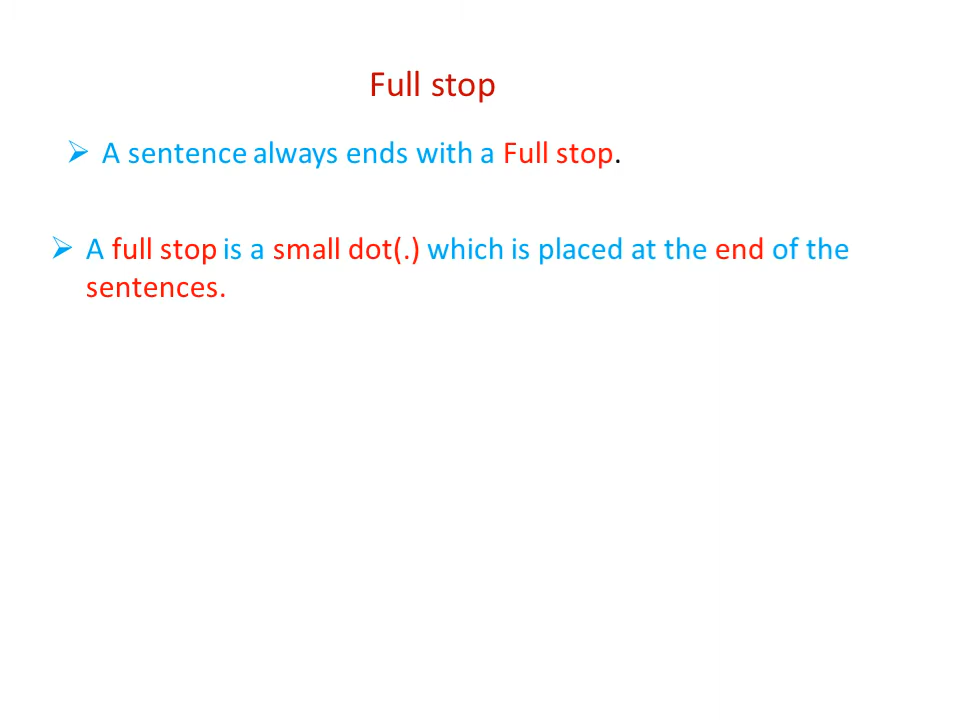 Full stop
➢ A sentence always ends with a Full stop.
➢ A full stop is a small dot(.) which is placed at the end of the
sentences.